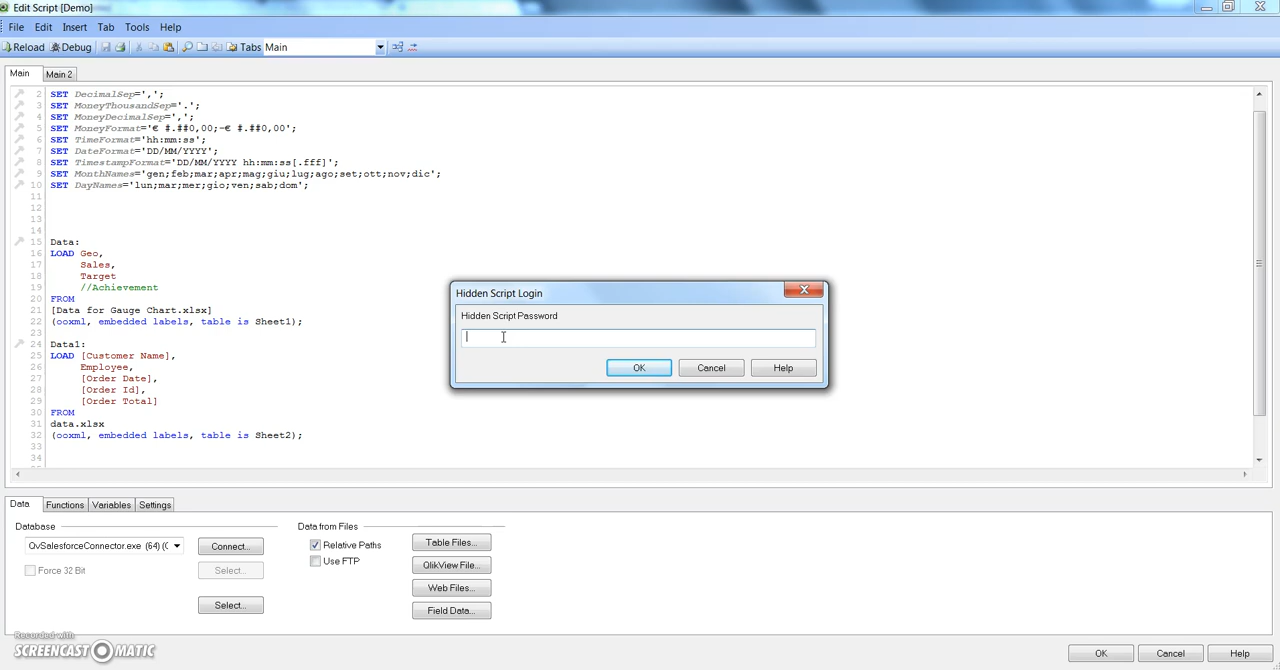 Edit Script [Demo]
File Edit Insert Tab Tools Help
Reload Debug Tabs Main
Main Main 2
2 SET DecimalSep=',';
3 SET MoneyThousandSep='.';
4 SET MoneyDecimalSep=',';
5 SET MoneyFormat='€ #.##0,00;-€ #.##0,00';
6 SET TimeFormat='hh:mm:ss';
7 SET DateFormat='DD/MM/YYYY';
8 SET TimestampFormat='DD/MM/YYYY hh:mm:ss[.fff]';
9 SET MonthNames='gen;feb;mar;apr;mag;giu;lug;ago;set;ott;nov;dic';
10 SET DayNames='lun;mar;mer;gio;ven;sab;dom';
11
12
13
14
15 Data:
16 LOAD Geo,
17 Sales,
18 Target
19 //Achievement
20 FROM
21 [Data for Gauge Chart.xlsx]
22 (ooxml, embedded labels, table is Sheet1);
23
24 Data1:
25 LOAD [Customer Name],
26 Employee,
27 [Order Date],
28 [Order Id],
29 [Order Total]
30 FROM
31 data.xlsx
32 (ooxml, embedded labels, table is Sheet2);
33
34
Hidden Script Login
Hidden Script Password
OK Cancel Help
Data Functions Variables Settings
Database
QvSalesforceConnector.exe (64) (
Connect...
Force 32 Bit
Select...
Select...
Data from Files
Relative Paths
Use FTP
Table Files...
QlikView File...
Web Files...
Field Data...
Recorded with
SCREENCAST-O-MATIC
OK Cancel Help